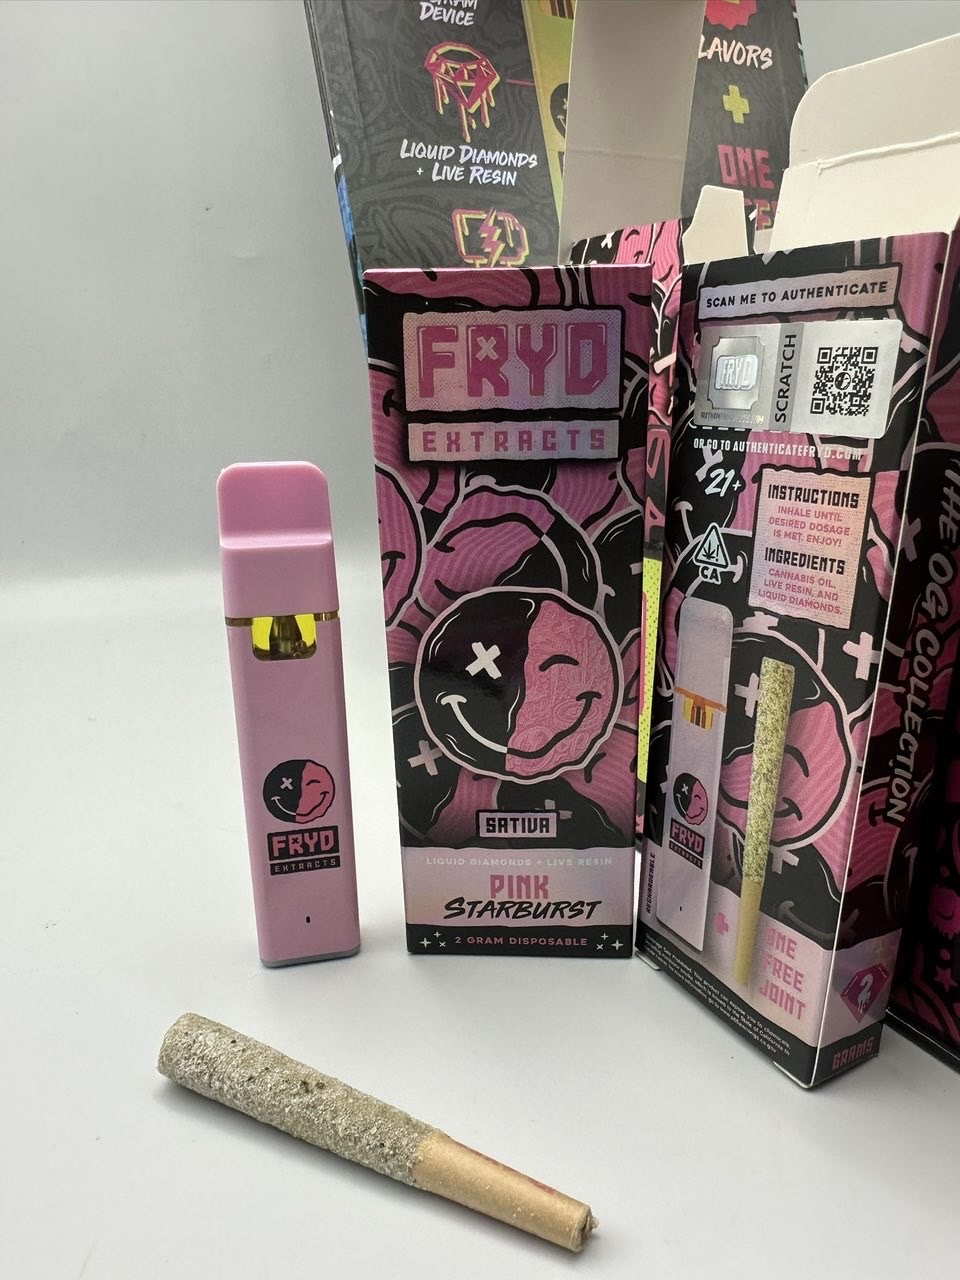 GRAM
DEVICE
LIQUID DIAMONDS
+ LIVE RESIN
LAVORS
+
ONE
FRYD
EXTRACTS
SATIVA
LIQUID DIAMONDS + LIVE RESIN
PINK
STARBURST
2 GRAM DISPOSABLE
FRYD
EXTRACTS
SCAN ME TO AUTHENTICATE
FRYD
SCRATCH
OR GO TO AUTHENTICATEFRYD.COM
21+
CA
INSTRUCTIONS
INHALE UNTIL
DESIRED DOSAGE
IS MET. ENJOY!
INGREDIENTS
CANNABIS OIL,
LIVE RESIN, AND
LIQUID DIAMONDS.
FRYD
EXTRACTS
RECHARGEABLE
+ ONE
FREE
JOINT
2
GRAMS
THE OG COLLECTION